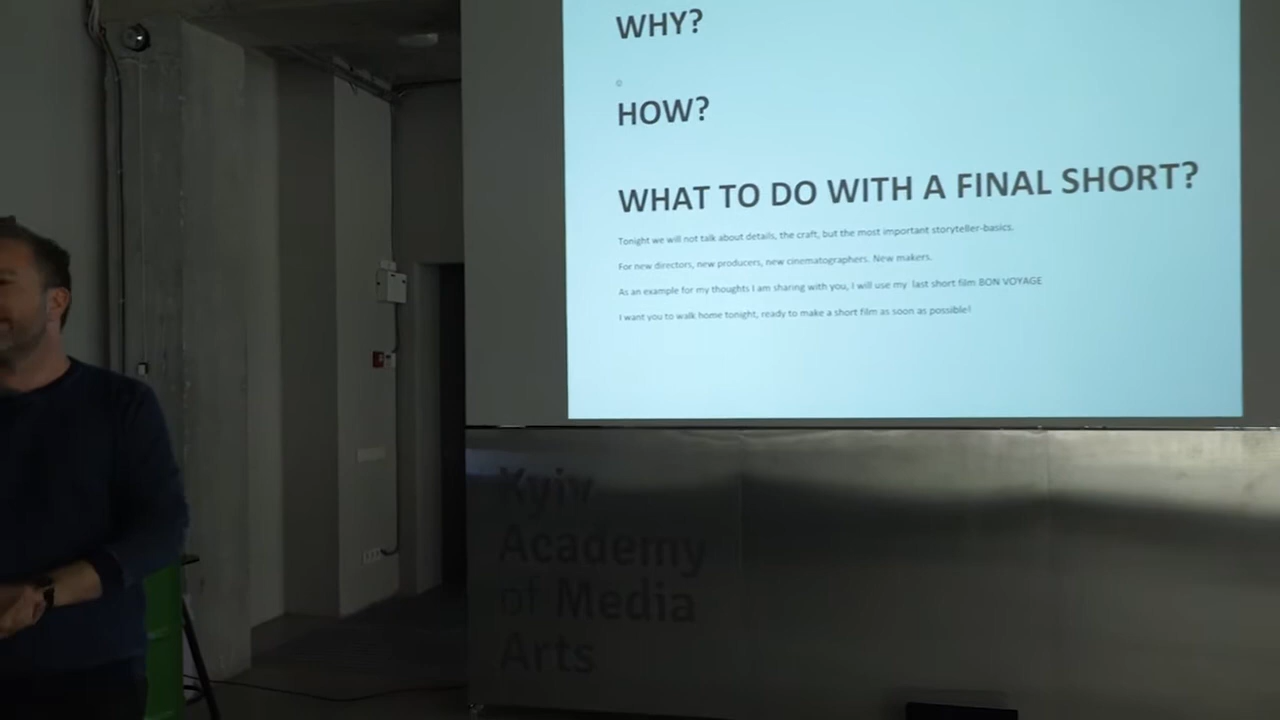 WHY?
HOW?
WHAT TO DO WITH A FINAL SHORT?
Tonight we will not talk about details, the craft, but the most important storyteller-basics.
For new directors, new producers, new cinematographers. New makers.
As an example for my thoughts I am sharing with you, I will use my last short film BON VOYAGE
I want you to walk home tonight, ready to make a short film as soon as possible!
Kyiv
Academy
of Media
Arts